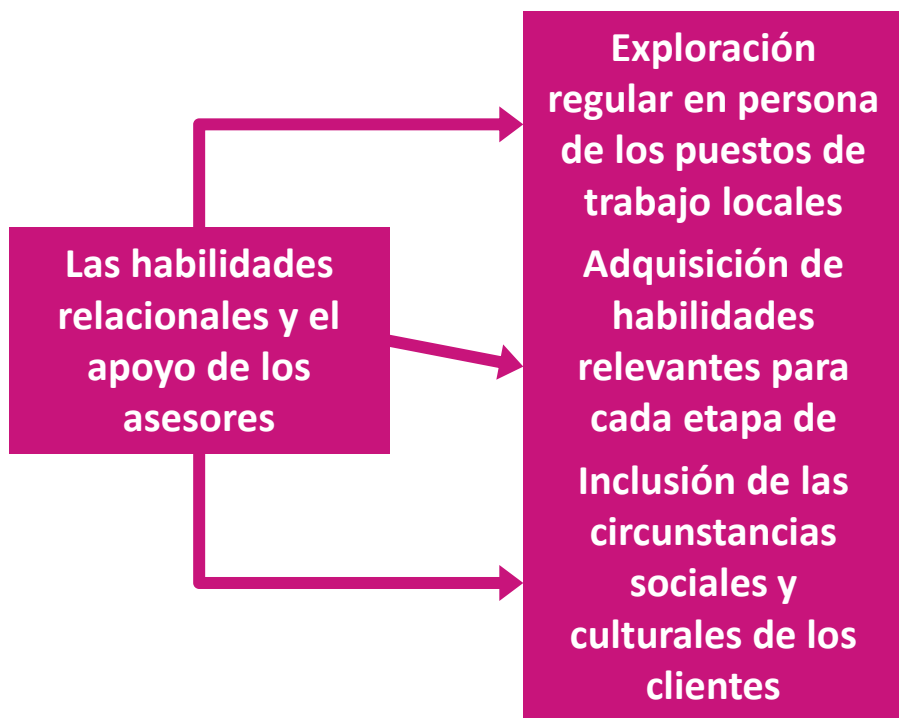 Las habilidades
relacionales y el
apoyo de los
asesores
Exploración
regular en persona
de los puestos de
trabajo locales
Adquisición de
habilidades
relevantes para
cada etapa de
Inclusión de las
circunstancias
sociales y
culturales de los
clientes